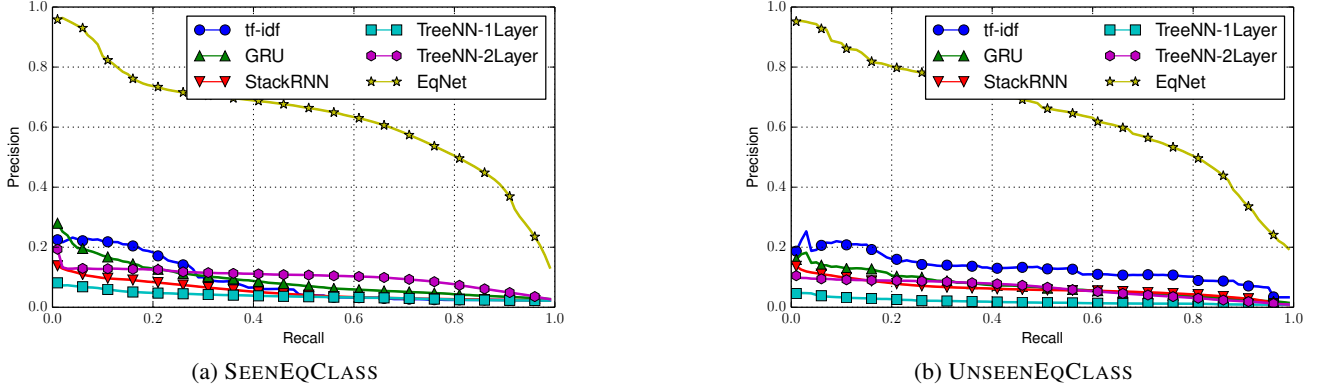 1.0
0.8
0.6
0.4
0.2
0.0
Precision
0.0 0.2 0.4 0.6 0.8 1.0
Recall
tf-idf
GRU
StackRNN
TreeNN-1Layer
TreeNN-2Layer
EqNet
(a) SEENEQCLASS
1.0
0.8
0.6
0.4
0.2
0.0
Precision
0.0 0.2 0.4 0.6 0.8 1.0
Recall
tf-idf
GRU
StackRNN
TreeNN-1Layer
TreeNN-2Layer
EqNet
(b) UNSEENEQCLASS